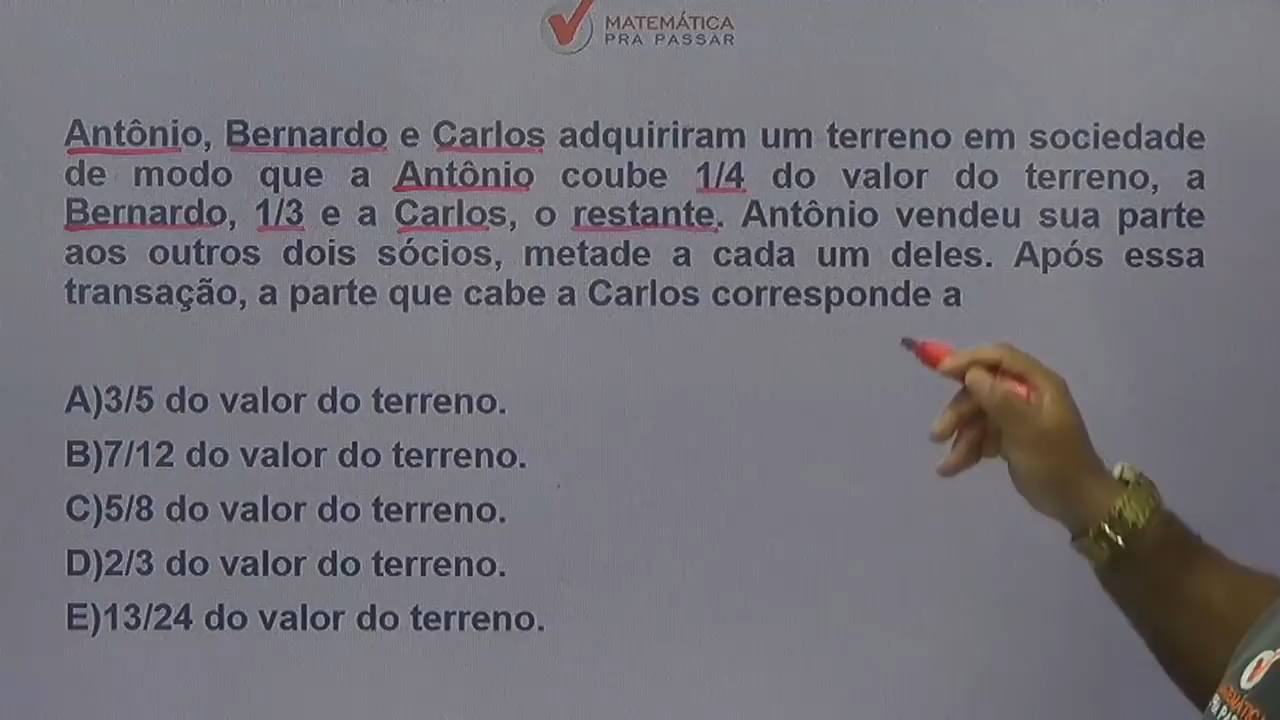 MATEMÁTICA
PRA PASSAR
Antônio, Bernardo e Carlos adquiriram um terreno em sociedade
de modo que a Antônio coube 1/4 do valor do terreno, a
Bernardo, 1/3 e a Carlos, o restante. Antônio vendeu sua parte
aos outros dois sócios, metade a cada um deles. Após essa
transação, a parte que cabe a Carlos corresponde a
A)3/5 do valor do terreno.
B)7/12 do valor do terreno.
C)5/8 do valor do terreno.
D)2/3 do valor do terreno.
E)13/24 do valor do terreno.